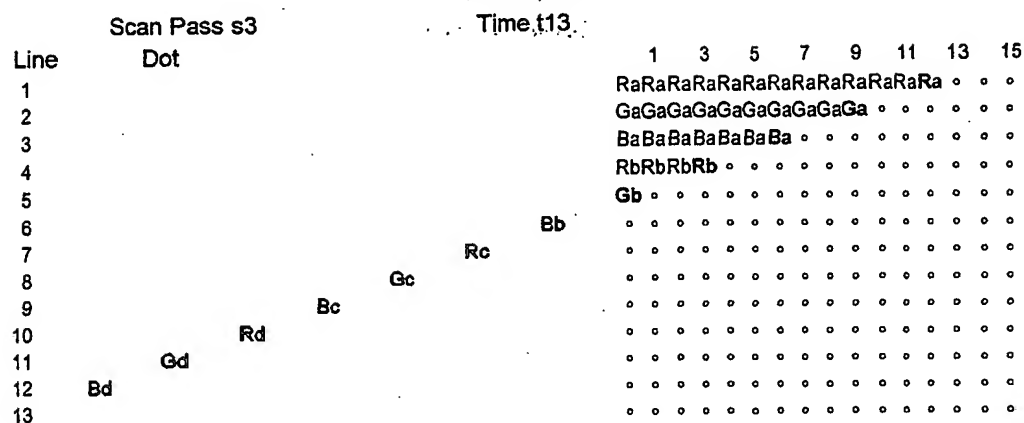 Scan Pass s3 Time t13
Line Dot 1 3 5 7 9 11 13 15
1 RaRaRaRaRaRaRaRaRaRaRaRaRa ∘ ∘ ∘
2 GaGaGaGaGaGaGaGaGaGa ∘ ∘ ∘ ∘ ∘ ∘
3 BaBaBaBaBaBaBa ∘ ∘ ∘ ∘ ∘ ∘ ∘ ∘ ∘
4 RbRbRbRb ∘ ∘ ∘ ∘ ∘ ∘ ∘ ∘ ∘ ∘ ∘ ∘
5 Gb ∘ ∘ ∘ ∘ ∘ ∘ ∘ ∘ ∘ ∘ ∘ ∘ ∘ ∘ ∘
6 Bb ∘ ∘ ∘ ∘ ∘ ∘ ∘ ∘ ∘ ∘ ∘ ∘ ∘ ∘ ∘ ∘
7 Rc ∘ ∘ ∘ ∘ ∘ ∘ ∘ ∘ ∘ ∘ ∘ ∘ ∘ ∘ ∘ ∘
8 Gc ∘ ∘ ∘ ∘ ∘ ∘ ∘ ∘ ∘ ∘ ∘ ∘ ∘ ∘ ∘ ∘
9 Bc ∘ ∘ ∘ ∘ ∘ ∘ ∘ ∘ ∘ ∘ ∘ ∘ ∘ ∘ ∘ ∘
10 Rd ∘ ∘ ∘ ∘ ∘ ∘ ∘ ∘ ∘ ∘ ∘ ∘ ∘ ∘ ∘ ∘
11 Gd ∘ ∘ ∘ ∘ ∘ ∘ ∘ ∘ ∘ ∘ ∘ ∘ ∘ ∘ ∘ ∘
12 Bd ∘ ∘ ∘ ∘ ∘ ∘ ∘ ∘ ∘ ∘ ∘ ∘ ∘ ∘ ∘ ∘
13 ∘ ∘ ∘ ∘ ∘ ∘ ∘ ∘ ∘ ∘ ∘ ∘ ∘ ∘ ∘ ∘